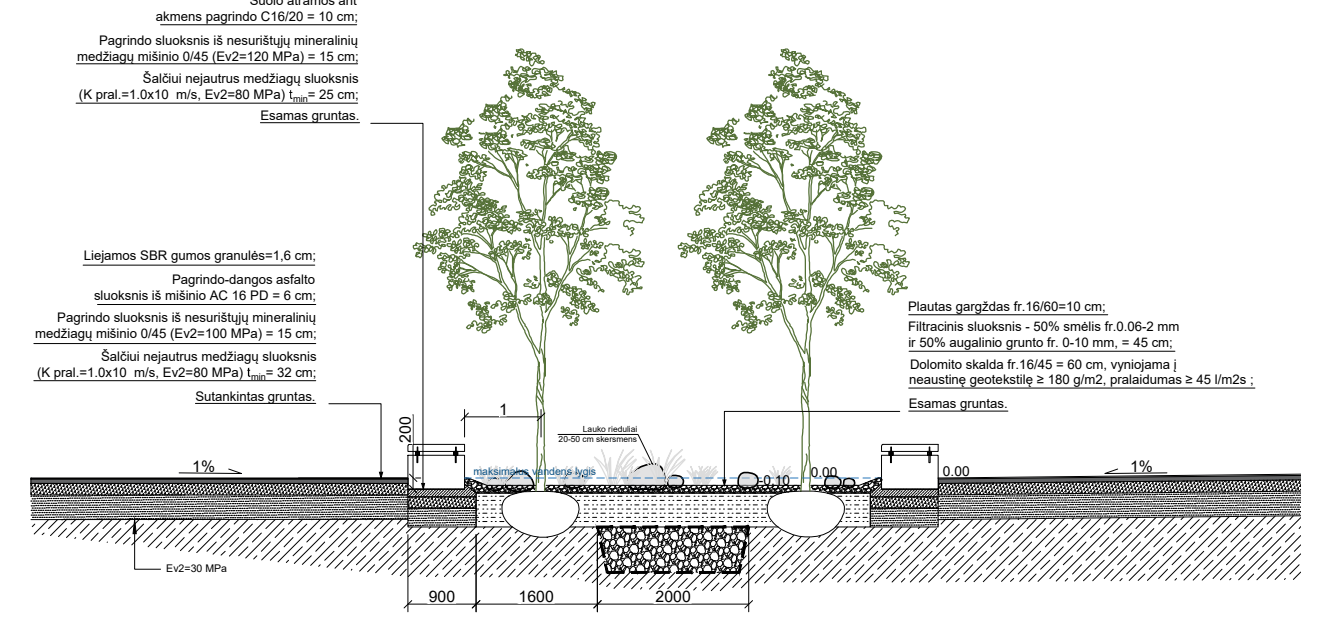 Suolo atramos ant
akmens pagrindo C16/20 = 10 cm;
Pagrindo sluoksnis iš nesurištųjų mineralinių
medžiagų mišinio 0/45 (Ev2=120 MPa) = 15 cm;
Šalčiui nejautrus medžiagų sluoksnis
(K pral.=1.0x10 m/s, Ev2=80 MPa) tmin= 25 cm;
Esamas gruntas.
Liejamos SBR gumos granulės=1,6 cm;
Pagrindo-dangos asfalto
sluoksnis iš mišinio AC 16 PD = 6 cm;
Pagrindo sluoksnis iš nesurištųjų mineralinių
medžiagų mišinio 0/45 (Ev2=100 MPa) = 15 cm;
Šalčiui nejautrus medžiagų sluoksnis
(K pral.=1.0x10 m/s, Ev2=80 MPa) tmin= 32 cm;
Sutankintas gruntas.
Plautas gargždas fr.16/60=10 cm;
Filtracinis sluoksnis - 50% smėlis fr.0.06-2 mm
ir 50% augalinio grunto fr. 0-10 mm, = 45 cm;
Dolomito skalda fr.16/45 = 60 cm, vyniojama į
neaustinę geotekstilę ≥ 180 g/m2, pralaidumas ≥ 45 l/m2s ;
Esamas gruntas.
1
200
Lauko rieduliai
20-50 cm skersmens
maksimalus vandens lygis
1%
-0.10
0.00
0.00
1%
Ev2=30 MPa
900
1600
2000